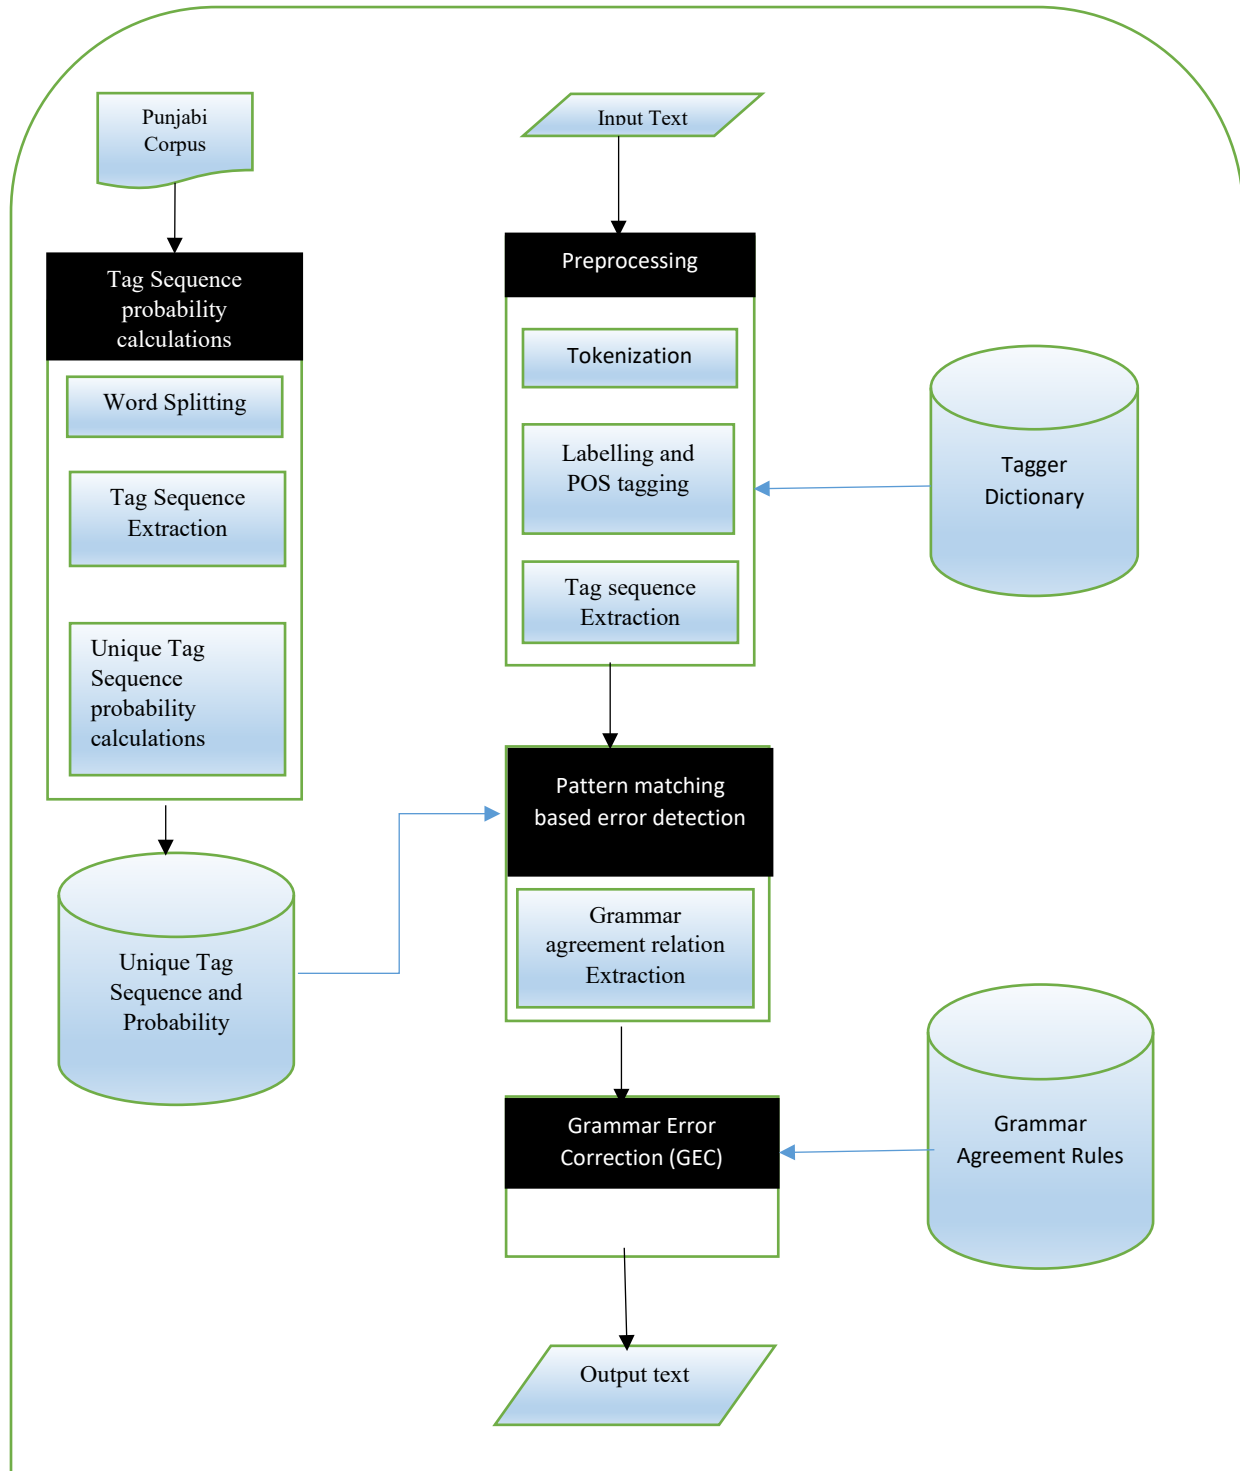 Punjabi
Corpus
Tag Sequence
probability
calculations
Word Splitting
Tag Sequence
Extraction
Unique Tag
Sequence
probability
calculations
Unique Tag
Sequence and
Probability
Input Text
Preprocessing
Tokenization
Labelling and
POS tagging
Tag sequence
Extraction
Pattern matching
based error detection
Grammar
agreement relation
Extraction
Grammar Error
Correction (GEC)
Output text
Tagger
Dictionary
Grammar
Agreement Rules